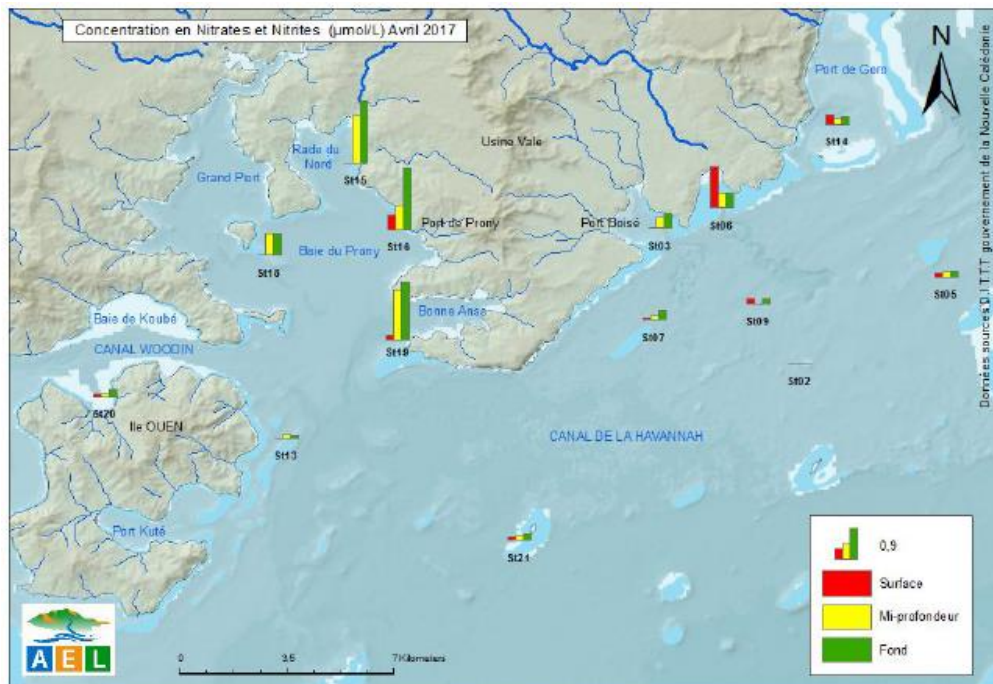 Concentration en Nitrates et Nitrites (µmol/L) Avril 2017
N
Port de Goro
St14
Usine Vale
Rade du
Nord
St15
Grand Port
Port de Prony
St16
Port Boisé
St03
St06
Baie du Prony
St18
St05
Bonne Anse
St19
St07
St09
Baie de Koubé
CANAL WOODIN
St02
St20
Ile OUEN
St13
CANAL DE LA HAVANNAH
Port Kuté
St21
0,9
Surface
Mi-profondeur
Fond
AEL
0 3,5 7 Kilometers
Données sources D.I.T.T.T gouvernement de la Nouvelle Calédonie